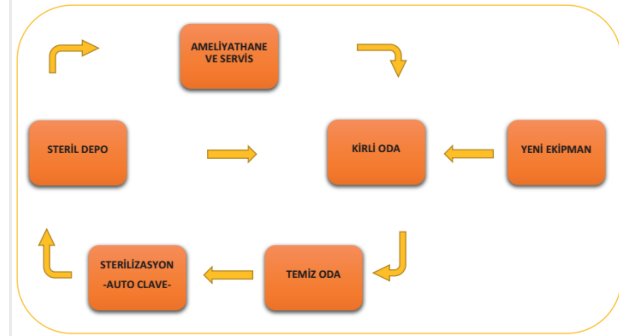 AMELİYATHANE
VE SERVİS
STERİL DEPO
KİRLİ ODA
YENİ EKİPMAN
STERİLİZASYON
-AUTO CLAVE-
TEMİZ ODA